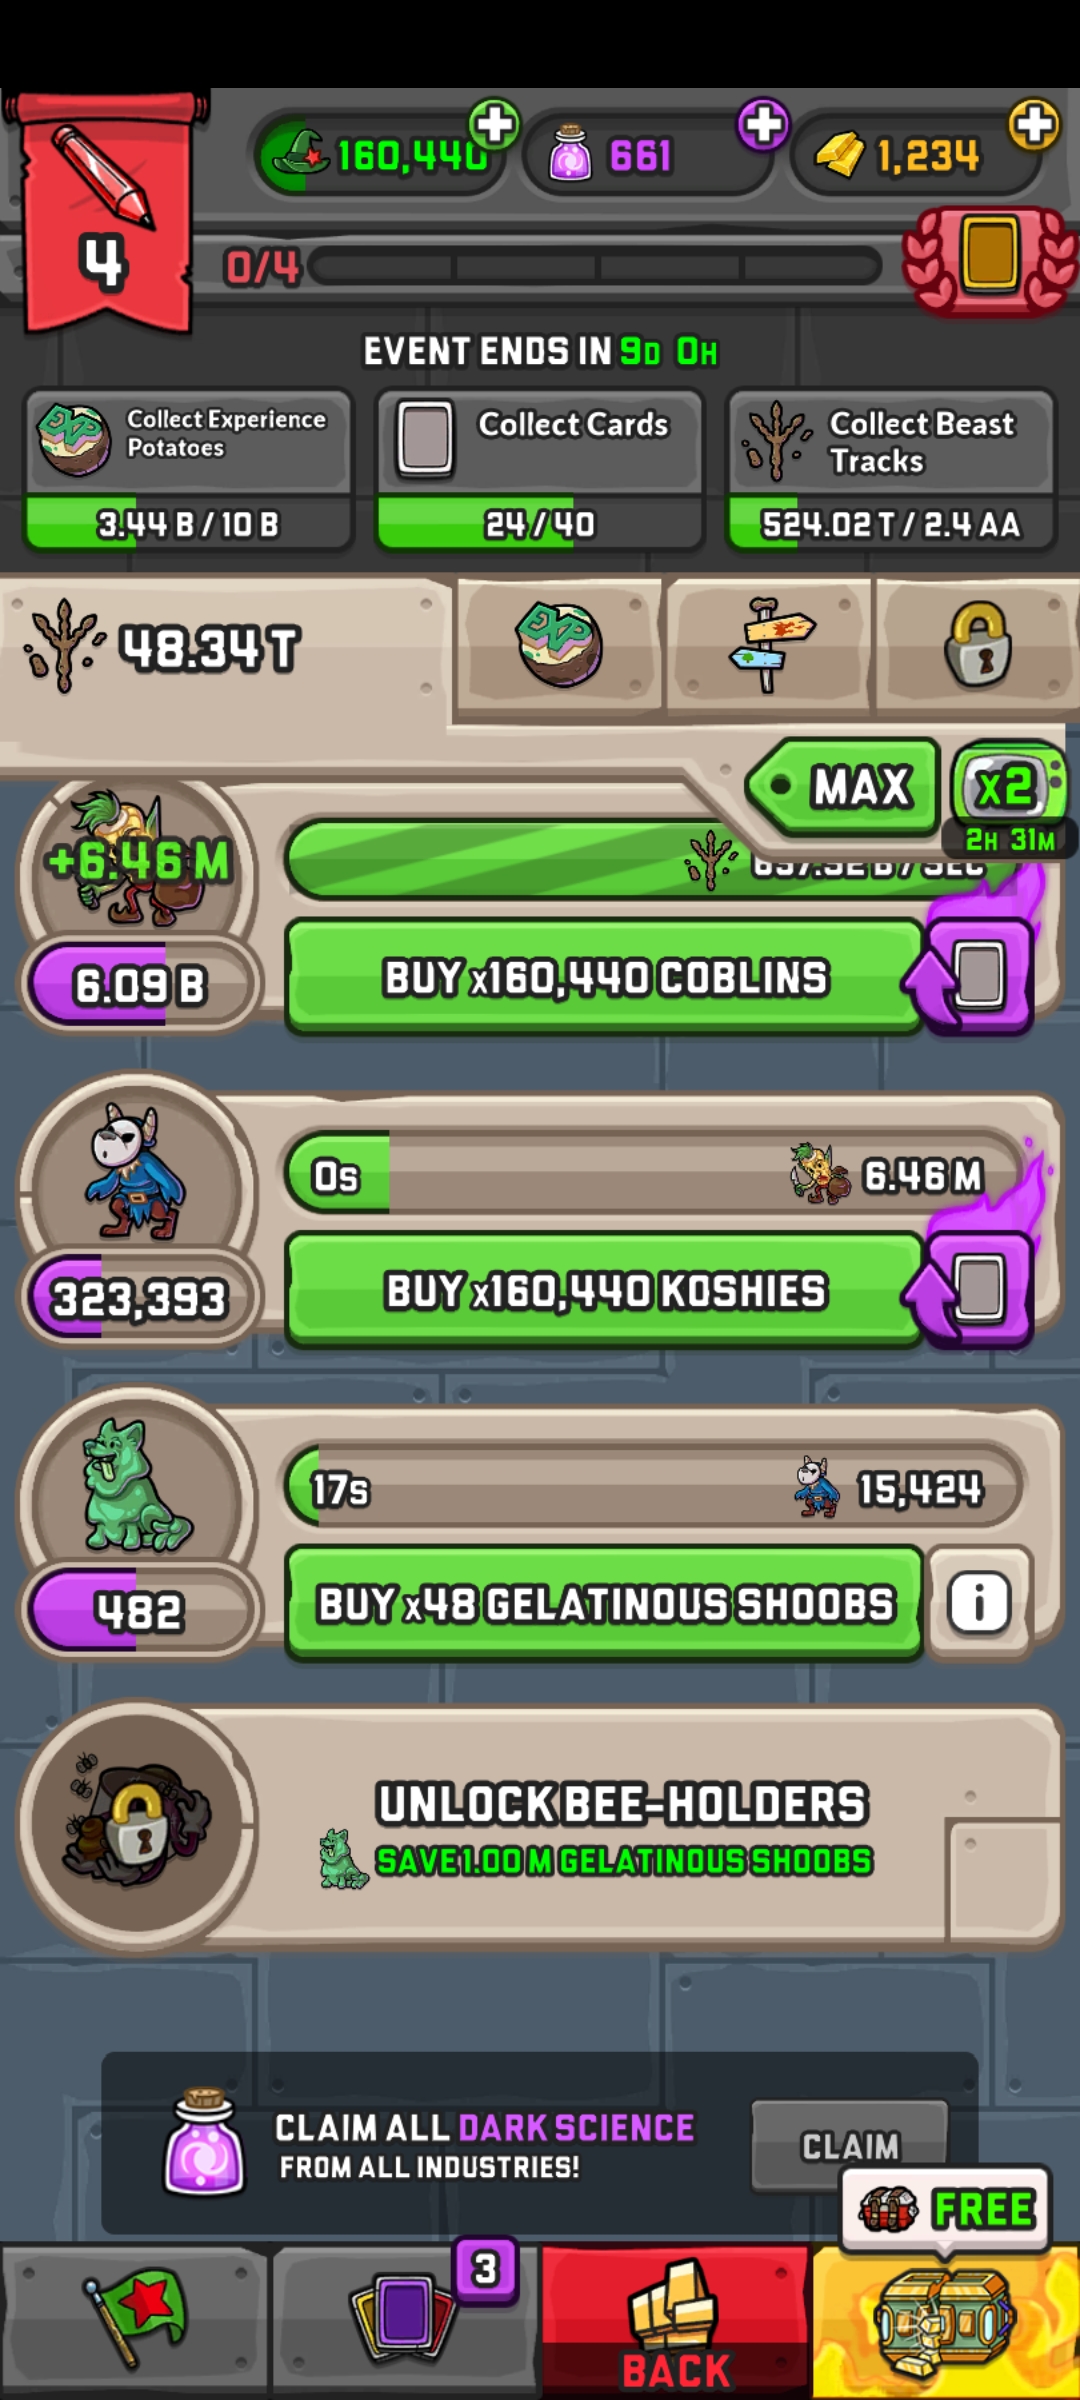 4
160,440
661
1,234
0/4
EVENT ENDS IN 9D 0H
Collect Experience
Potatoes
Collect Cards
Collect Beast
Tracks
3.44 B / 10 B
24 / 40
524.02 T / 2.4 AA
48.34 T
EXP
MAX
x2
2H 31M
+6.46 M
6.09 B
BUY x160,440 COBLINS
0s
6.46 M
323,393
BUY x160,440 KOSHIES
17s
15,424
482
BUY x48 GELATINOUS SHOOBS
i
UNLOCK BEE-HOLDERS
SAVE 1.00 M GELATINOUS SHOOBS
CLAIM ALL DARK SCIENCE
FROM ALL INDUSTRIES!
CLAIM
FREE
3
BACK